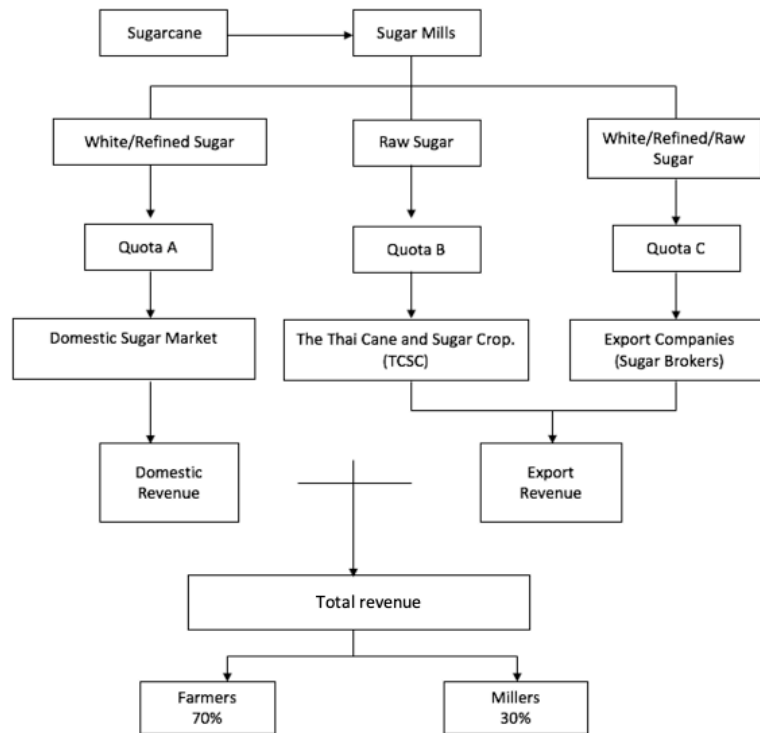 Sugarcane
Sugar Mills
White/Refined Sugar
Raw Sugar
White/Refined/Raw
Sugar
Quota A
Quota B
Quota C
Domestic Sugar Market
The Thai Cane and Sugar Crop.
(TCSC)
Export Companies
(Sugar Brokers)
Domestic
Revenue
Export
Revenue
Total revenue
Farmers
70%
Millers
30%